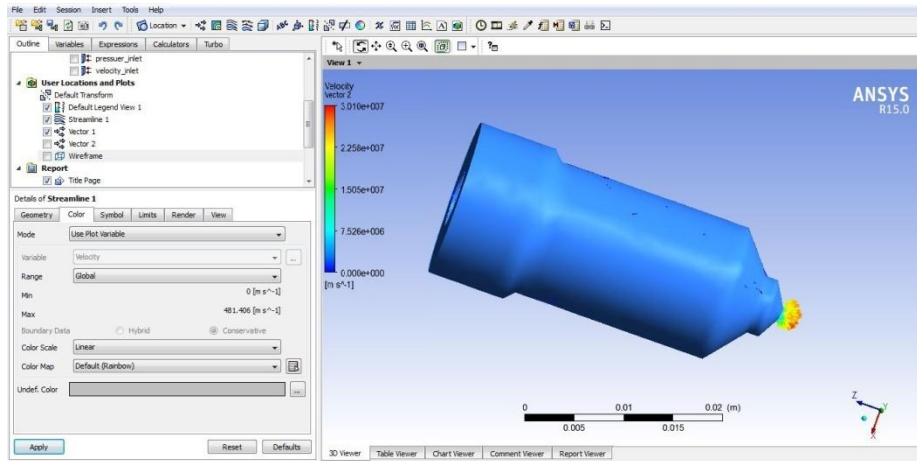 File Edit Session Insert Tools Help
Location
Outline Variables Expressions Calculators Turbo
pressuer_inlet
velocity_inlet
User Locations and Plots
Default Transform
Default Legend View 1
Streamline 1
Vector 1
Vector 2
Wireframe
Report
Title Page
Details of Streamline 1
Geometry Color Symbol Limits Render View
Mode Use Plot Variable
Variable Velocity ...
Range Global
Min 0 [m s^-1]
Max 481.406 [m s^-1]
Boundary Data Hybrid Conservative
Color Scale Linear
Color Map Default (Rainbow)
Undef. Color ...
Apply Reset Defaults
View 1
Velocity
Vector 2
3.010e+007
2.258e+007
1.505e+007
7.526e+006
0.000e+000
[m s^-1]
ANSYS
R15.0
0 0.01 0.02 (m)
0.005 0.015
Z Y X
3D Viewer Table Viewer Chart Viewer Comment Viewer Report Viewer